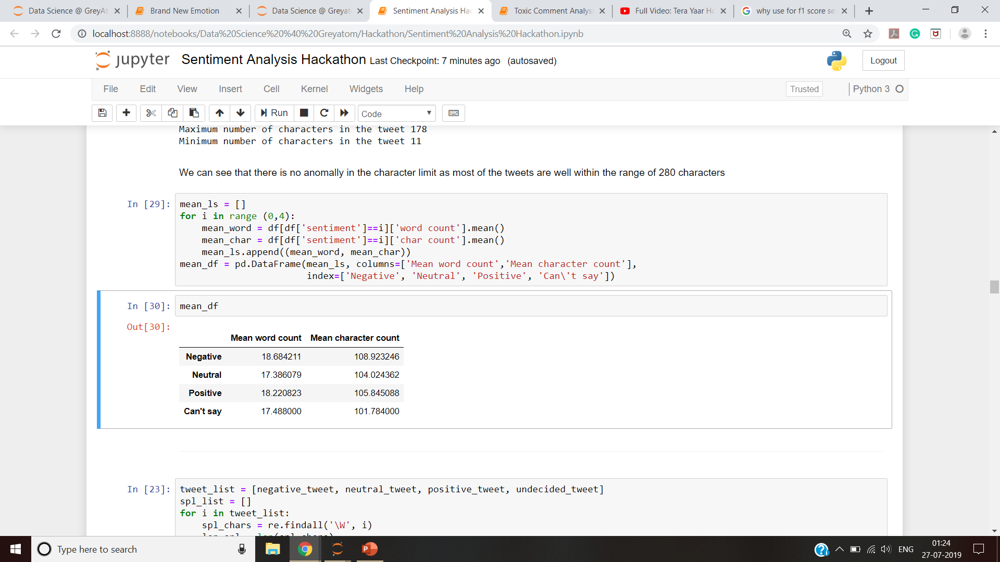 Data Science @ GreyAt
Brand New Emotion
Data Science @ Greyat
Sentiment Analysis Hac
Toxic Comment Analysi
Full Video: Tera Yaar Ho
why use for f1 score se
localhost:8888/notebooks/Data%20Science%20%40%20Greyatom/Hackathon/Sentiment%20Analysis%20Hackathon.ipynb
jupyter Sentiment Analysis Hackathon Last Checkpoint: 7 minutes ago (autosaved)
Logout
File Edit View Insert Cell Kernel Widgets Help
Trusted
Python 3
Run
Code
Maximum number of characters in the tweet 178
Minimum number of characters in the tweet 11
We can see that there is no anomally in the character limit as most of the tweets are well within the range of 280 characters
In [29]: mean_ls = []
for i in range (0,4):
    mean_word = df[df['sentiment']==i]['word count'].mean()
    mean_char = df[df['sentiment']==i]['char count'].mean()
    mean_ls.append((mean_word, mean_char))
mean_df = pd.DataFrame(mean_ls, columns=['Mean word count','Mean character count'],
                       index=['Negative', 'Neutral', 'Positive', 'Can\'t say'])
In [30]: mean_df
Out[30]:
Mean word count Mean character count
Negative 18.684211 108.923246
Neutral 17.386079 104.024362
Positive 18.220823 105.845088
Can't say 17.488000 101.784000
In [23]: tweet_list = [negative_tweet, neutral_tweet, positive_tweet, undecided_tweet]
spl_list = []
for i in tweet_list:
    spl_chars = re.findall('\W', i)
Type here to search
ENG
01:24
27-07-2019